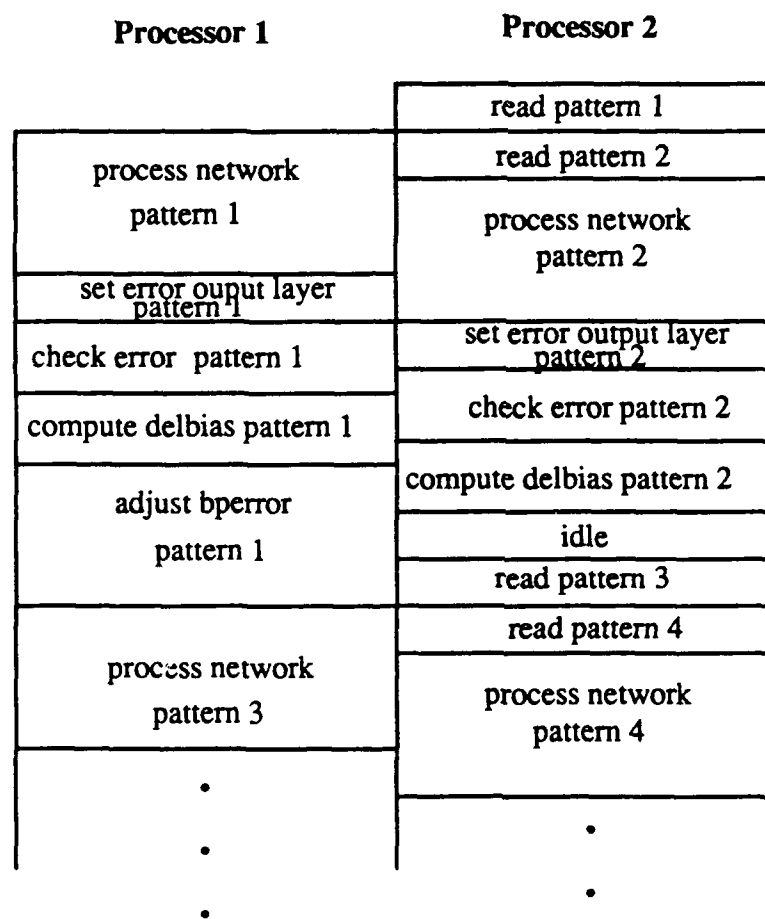 Processor 1
Processor 2
read pattern 1
process network
pattern 1
read pattern 2
process network
pattern 2
set error ouput layer
pattern 1
set error output layer
pattern 2
check error pattern 1
check error pattern 2
compute delbias pattern 1
compute delbias pattern 2
adjust bperror
pattern 1
idle
read pattern 3
read pattern 4
process network
pattern 3
process network
pattern 4